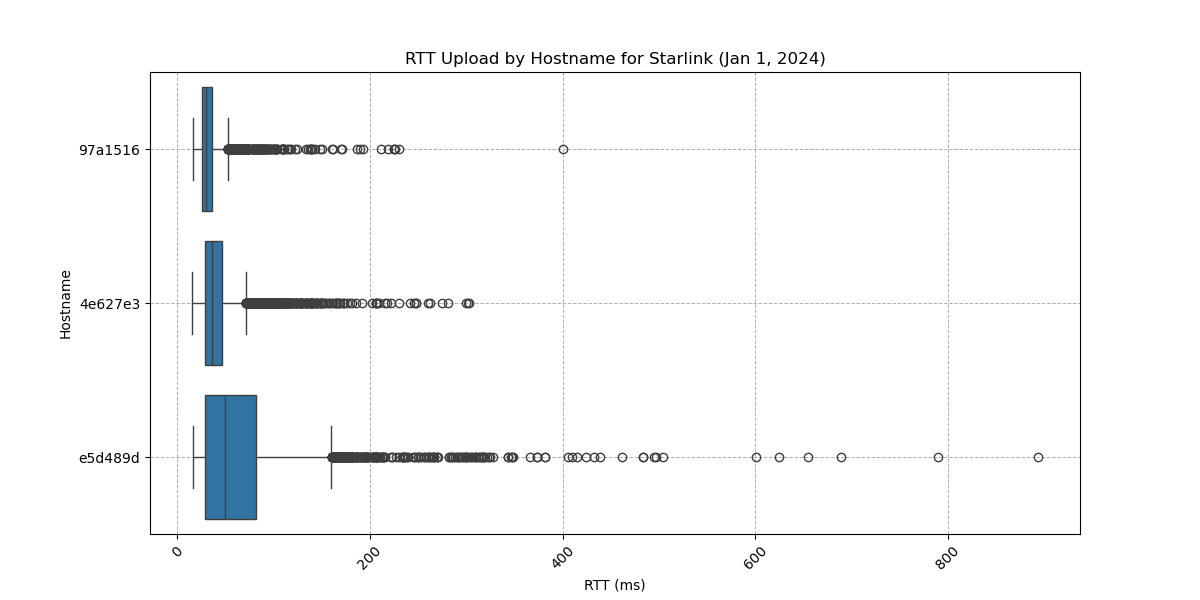 RTT Upload by Hostname for Starlink (Jan 1, 2024)
97a1516
4e627e3
e5d489d
Hostname
0
200
400
600
800
RTT (ms)